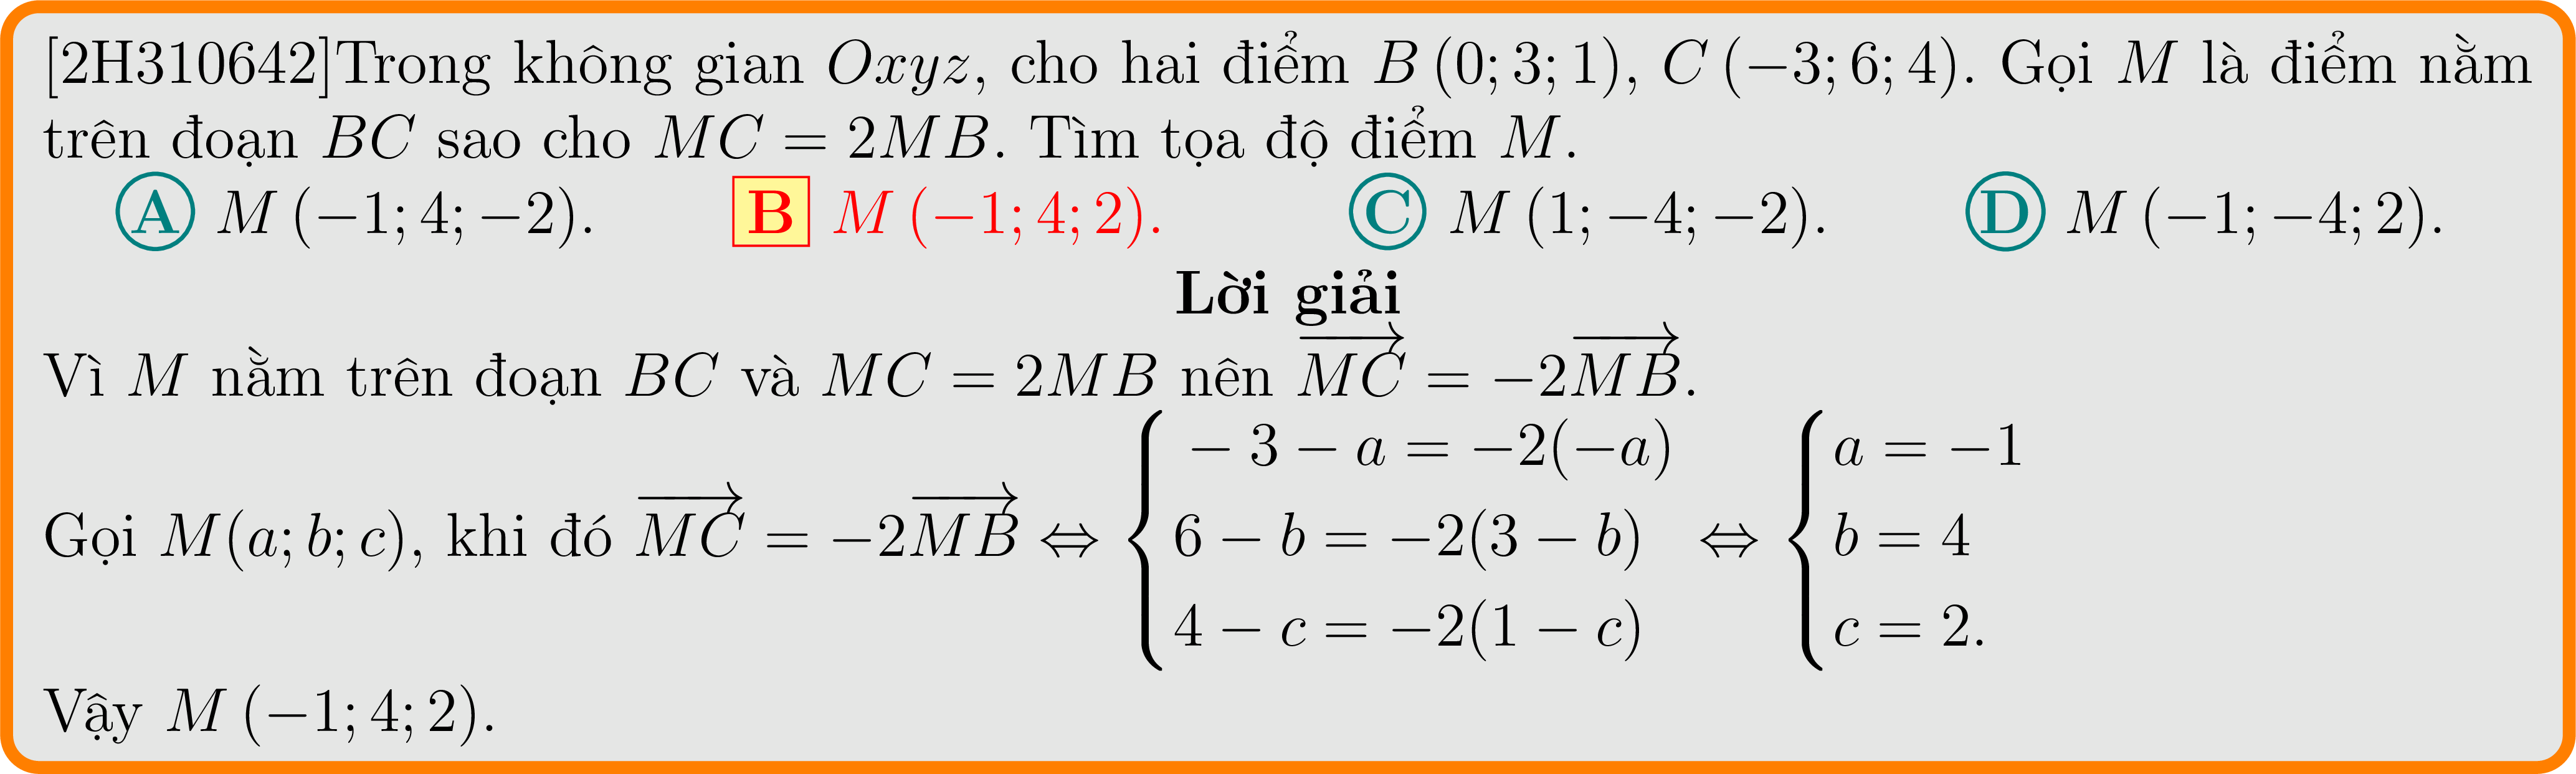 [2H310642]Trong không gian Oxyz, cho hai điểm B (0; 3; 1), C (−3; 6; 4). Gọi M là điểm nằm
trên đoạn BC sao cho MC = 2MB. Tìm tọa độ điểm M.
A M (−1; 4; −2). B M (−1; 4; 2). C M (1; −4; −2). D M (−1; −4; 2).
Lời giải
Vì M nằm trên đoạn BC và MC = 2MB nên $\overrightarrow{MC} = -2\overrightarrow{MB}$.
Gọi M(a; b; c), khi đó $\overrightarrow{MC} = -2\overrightarrow{MB} \Leftrightarrow \begin{cases} -3 - a = -2(-a) \\ 6 - b = -2(3 - b) \\ 4 - c = -2(1 - c) \end{cases} \Leftrightarrow \begin{cases} a = -1 \\ b = 4 \\ c = 2. \end{cases}$
Vậy M (−1; 4; 2).